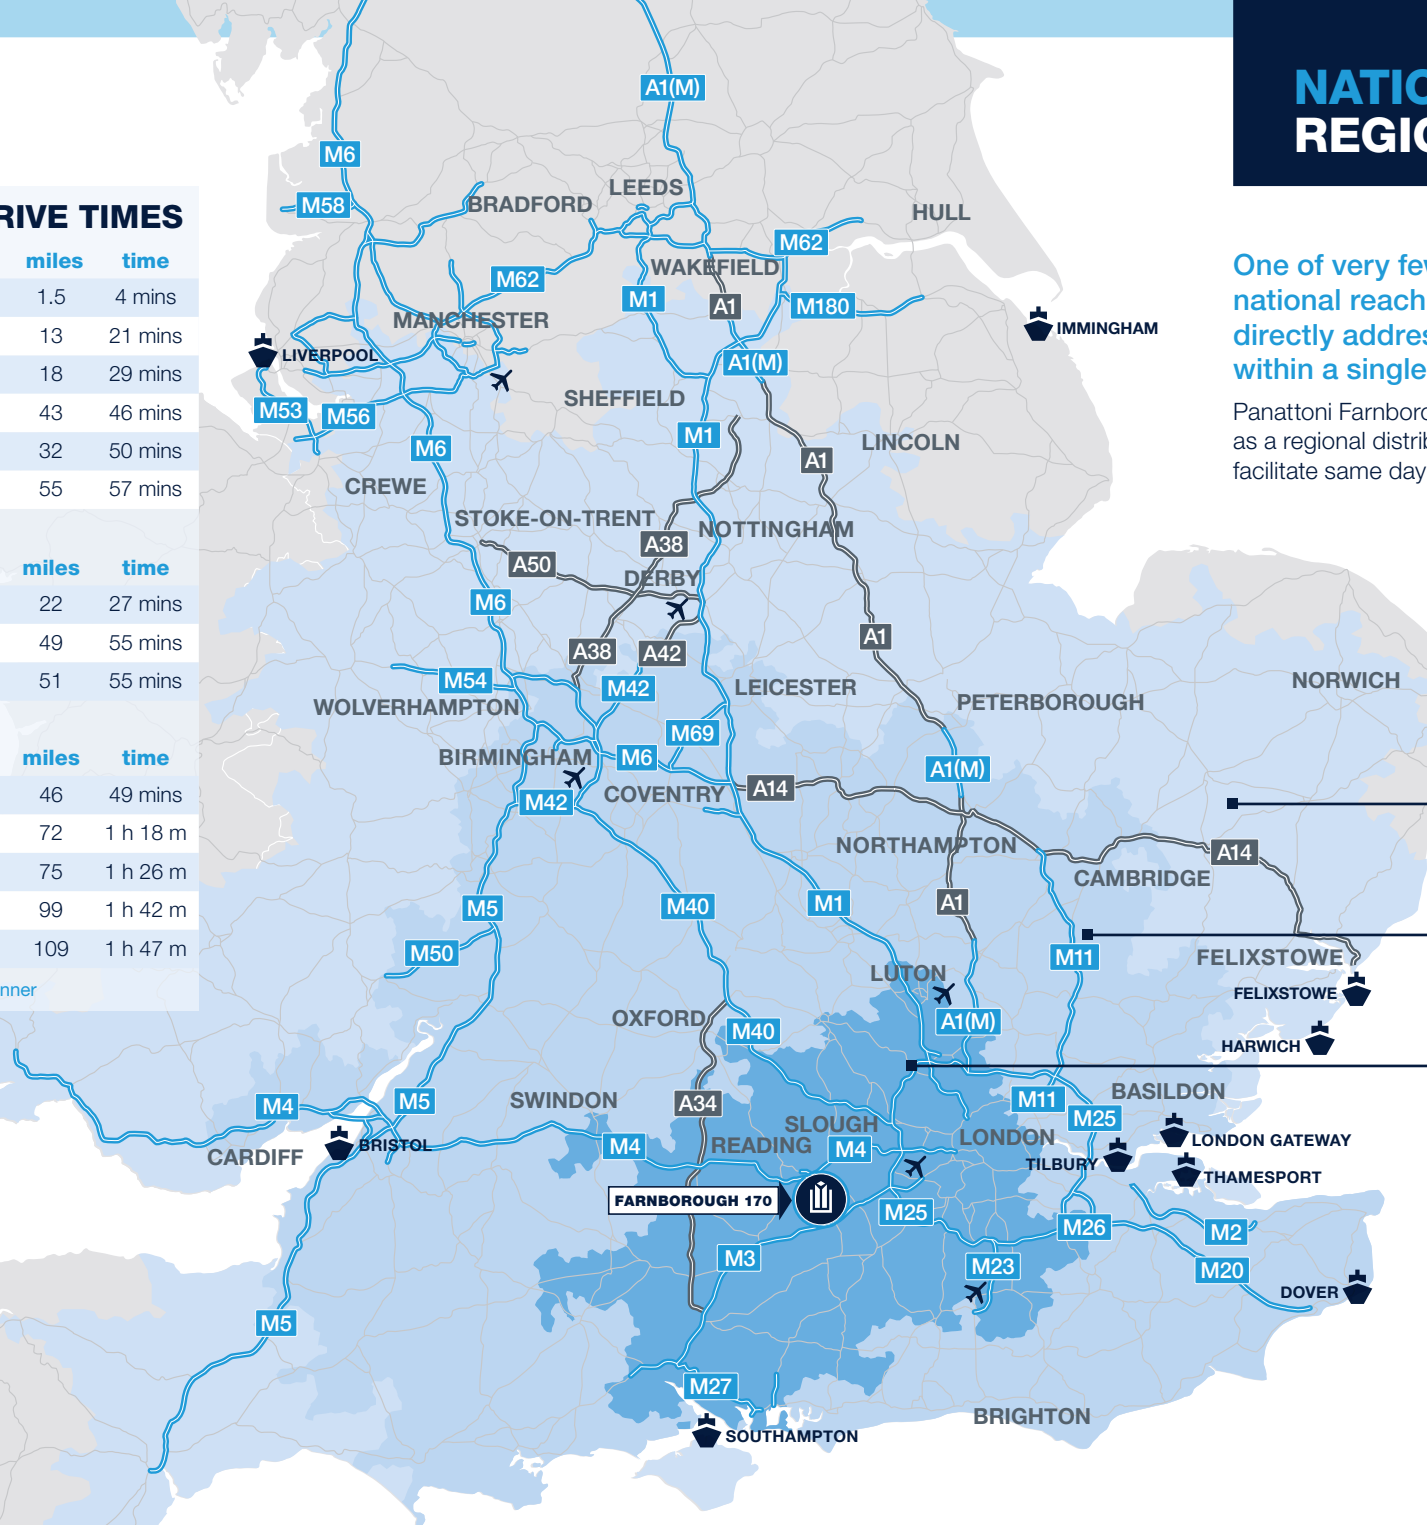 NATIO
REGIO
RIVE TIMES
miles time
1.5 4 mins
13 21 mins
18 29 mins
43 46 mins
32 50 mins
55 57 mins
miles time
22 27 mins
49 55 mins
51 55 mins
miles time
46 49 mins
72 1 h 18 m
75 1 h 26 m
99 1 h 42 m
109 1 h 47 m
nner
One of very few
national reach
directly addres
within a single
Panattoni Farnboro
as a regional distrib
facilitate same day
A1(M)
M6
LEEDS
M58
BRADFORD
HULL
M62
WAKEFIELD
M62
M1
A1
M180
MANCHESTER
IMMINGHAM
LIVERPOOL
A1(M)
SHEFFIELD
M53
M56
M1
LINCOLN
M6
A1
CREWE
STOKE-ON-TRENT
NOTTINGHAM
A38
A50
DERBY
M6
A1
A38
A42
M54
M42
LEICESTER
NORWICH
WOLVERHAMPTON
PETERBOROUGH
M69
BIRMINGHAM
M6
A1(M)
M42
COVENTRY
A14
NORTHAMPTON
A14
CAMBRIDGE
M5
M40
M1
A1
M50
M11
FELIXSTOWE
LUTON
FELIXSTOWE
OXFORD
M40
A1(M)
HARWICH
M4
M5
SWINDON
A34
M11
BASILDON
M25
SLOUGH
BRISTOL
CARDIFF
M4
READING
M4
LONDON
LONDON GATEWAY
TILBURY
THAMESPORT
FARNBOROUGH 170
M25
M26
M2
M3
M23
M20
DOVER
M5
M27
BRIGHTON
SOUTHAMPTON